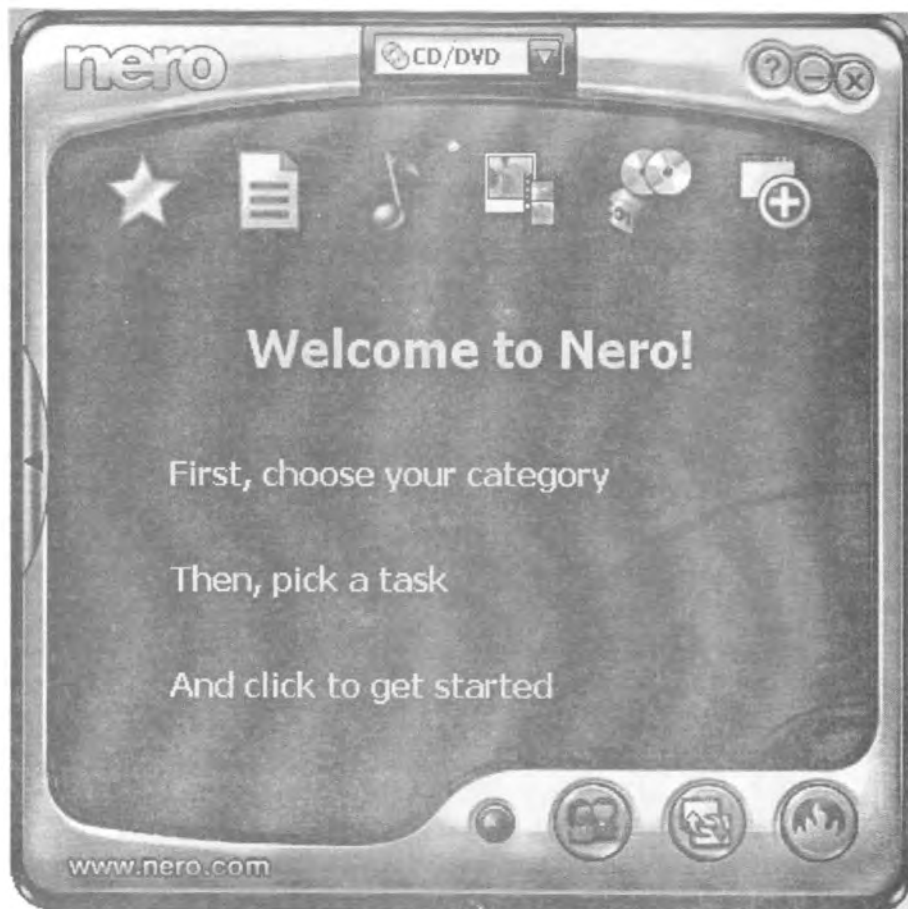 nero
CD/DVD
? – x
Welcome to Nero!
First, choose your category
Then, pick a task
And click to get started
www.nero.com